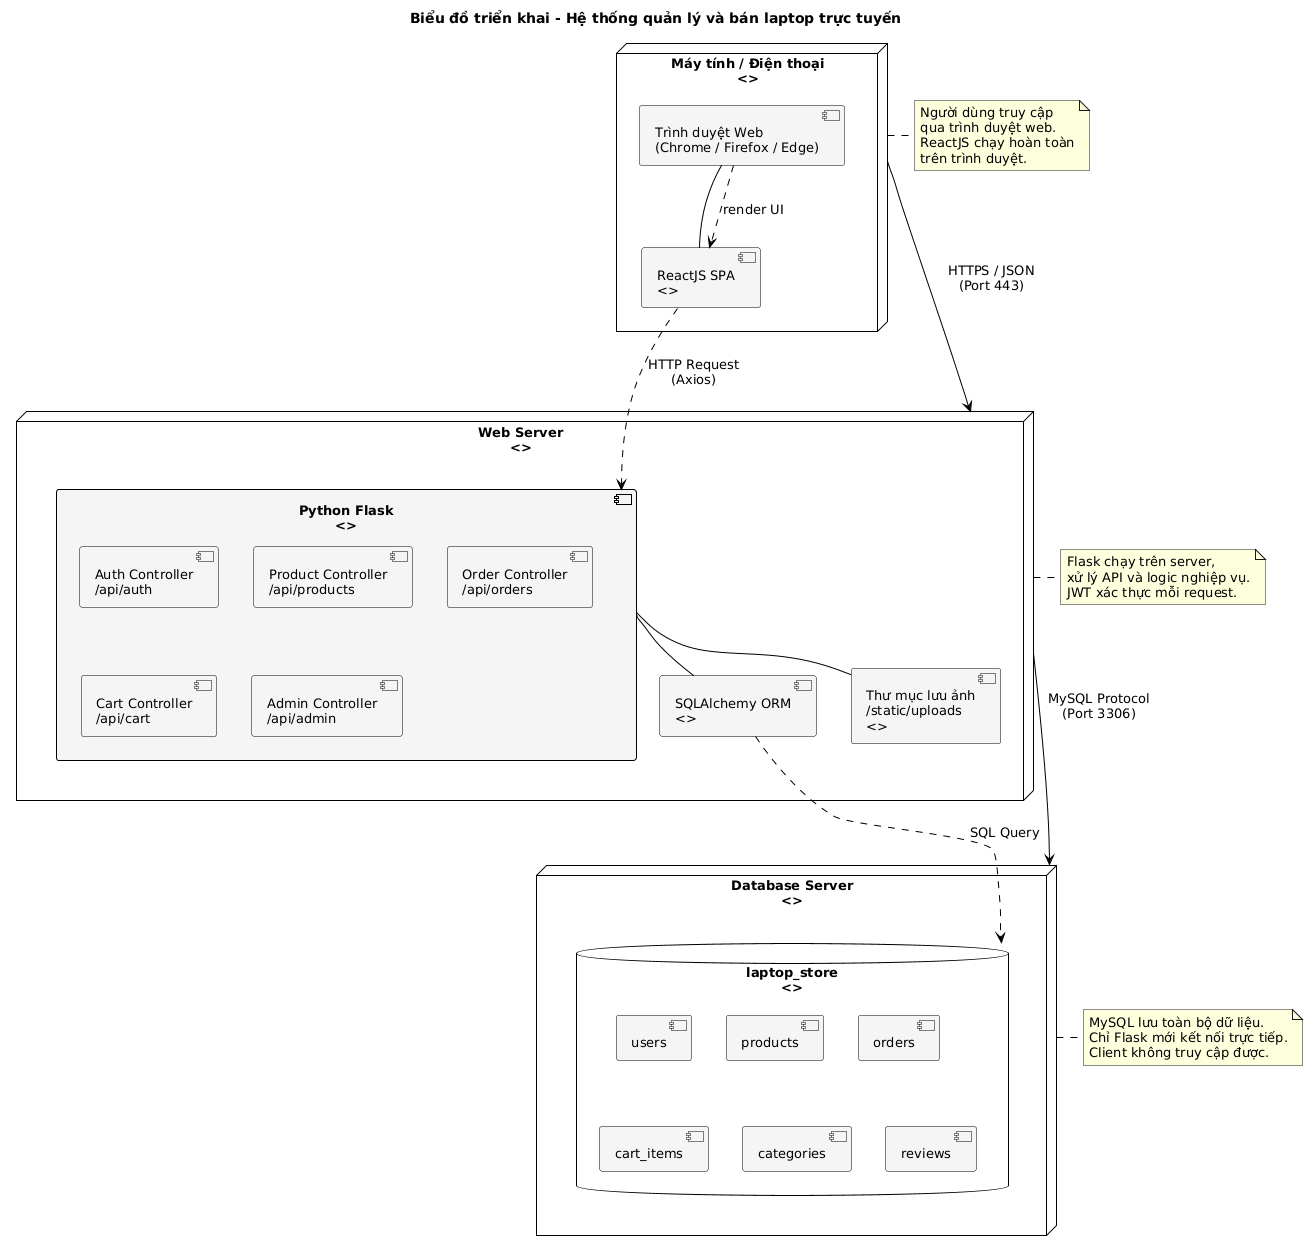 Biểu đồ triển khai - Hệ thống quản lý và bán laptop trực tuyến
Máy tính / Điện thoại
<>
Trình duyệt Web
(Chrome / Firefox / Edge)
Người dùng truy cập
qua trình duyệt web.
ReactJS chạy hoàn toàn
trên trình duyệt.
render UI
ReactJS SPA
<>
HTTPS / JSON
(Port 443)
HTTP Request
(Axios)
Web Server
<>
Python Flask
<>
Auth Controller
/api/auth
Product Controller
/api/products
Order Controller
/api/orders
Flask chạy trên server,
xử lý API và logic nghiệp vụ.
JWT xác thực mỗi request.
Cart Controller
/api/cart
Admin Controller
/api/admin
SQLAlchemy ORM
<>
Thư mục lưu ảnh
/static/uploads
<>
MySQL Protocol
(Port 3306)
SQL Query
Database Server
<>
laptop_store
<>
users
products
orders
MySQL lưu toàn bộ dữ liệu.
Chỉ Flask mới kết nối trực tiếp.
Client không truy cập được.
cart_items
categories
reviews